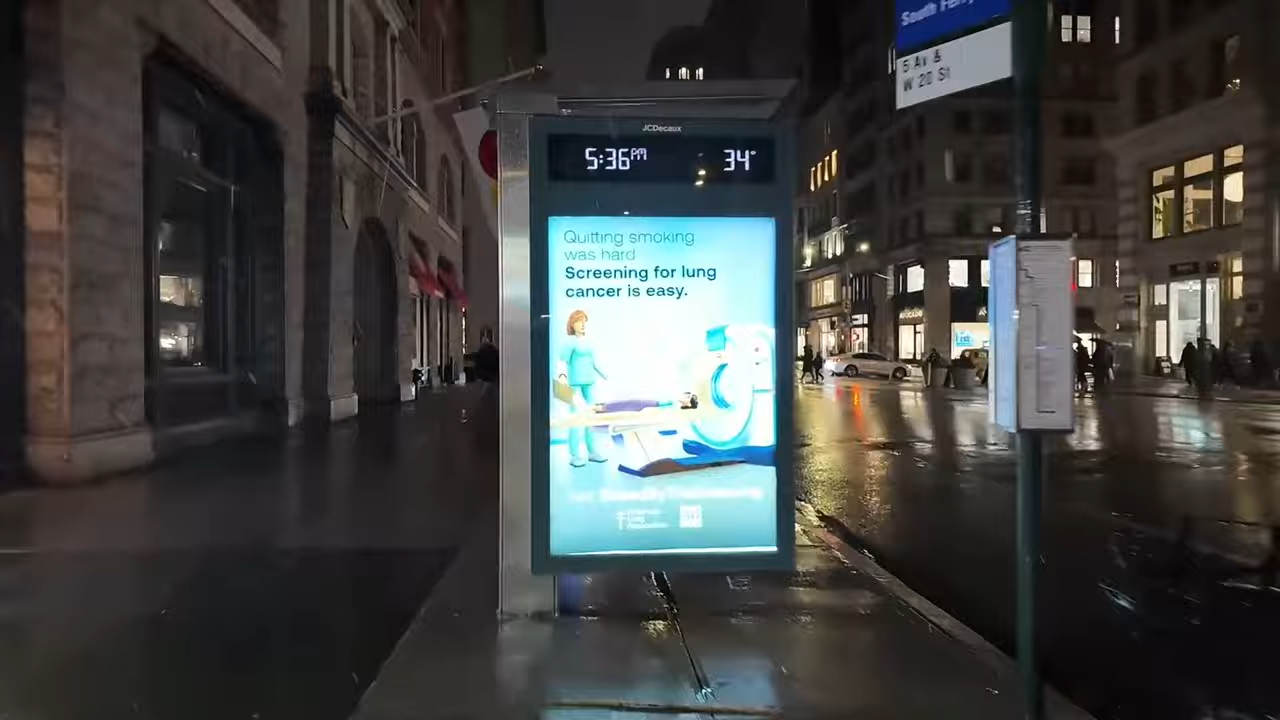 South Ferry
5 Av &
W 20 St
JCDecaux
5:36PM 34°
Quitting smoking
was hard
Screening for lung
cancer is easy.